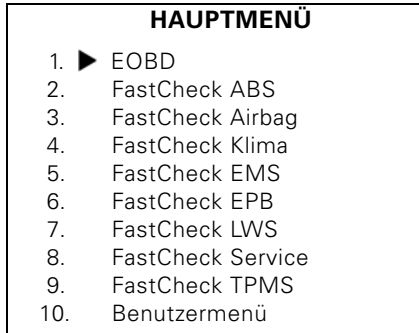 HAUPTMENÜ
1. ▶ EOBD
2. FastCheck ABS
3. FastCheck Airbag
4. FastCheck Klima
5. FastCheck EMS
6. FastCheck EPB
7. FastCheck LWS
8. FastCheck Service
9. FastCheck TPMS
10. Benutzermenü